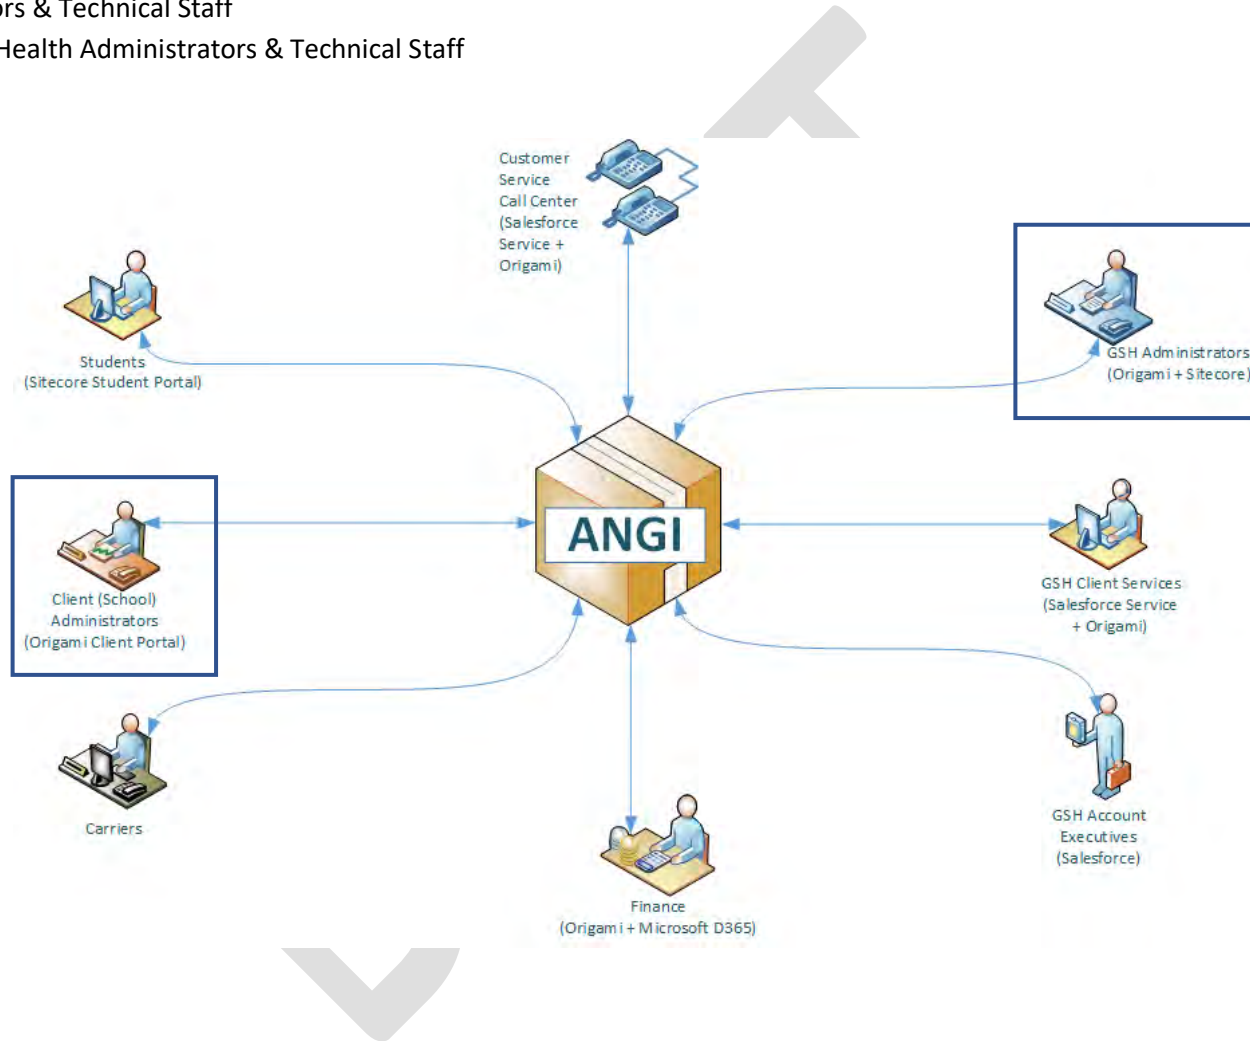 ors & Technical Staff
Health Administrators & Technical Staff
Customer
Service
Call Center
(Salesforce
Service +
Origami)
Students
(Sitecore Student Portal)
GSH Administrators
(Origami + Sitecore)
ANGI
Client (School)
Administrators
(Origami Client Portal)
GSH Client Services
(Salesforce Service
+ Origami)
Carriers
GSH Account
Executives
(Salesforce)
Finance
(Origami + Microsoft D365)